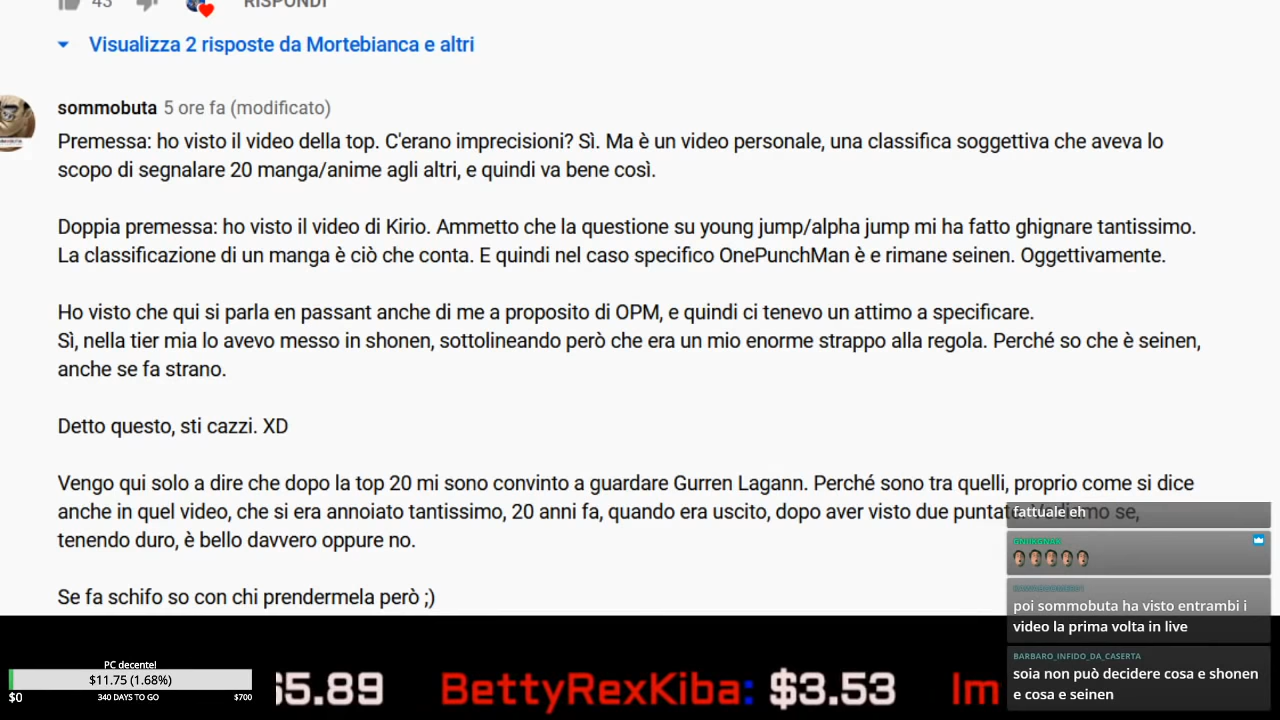 43 RISPONDI
Visualizza 2 risposte da Mortebianca e altri
sommobuta 5 ore fa (modificato)
Premessa: ho visto il video della top. C'erano imprecisioni? Sì. Ma è un video personale, una classifica soggettiva che aveva lo
scopo di segnalare 20 manga/anime agli altri, e quindi va bene così.
Doppia premessa: ho visto il video di Kirio. Ammetto che la questione su young jump/alpha jump mi ha fatto ghignare tantissimo.
La classificazione di un manga è ciò che conta. E quindi nel caso specifico OnePunchMan è e rimane seinen. Oggettivamente.
Ho visto che qui si parla en passant anche di me a proposito di OPM, e quindi ci tenevo un attimo a specificare.
Sì, nella tier mia lo avevo messo in shonen, sottolineando però che era un mio enorme strappo alla regola. Perché so che è seinen,
anche se fa strano.
Detto questo, sti cazzi. XD
Vengo qui solo a dire che dopo la top 20 mi sono convinto a guardare Gurren Lagann. Perché sono tra quelli, proprio come si dice
anche in quel video, che si era annoiato tantissimo, 20 anni fa, quando era uscito, dopo aver visto due puntate. se,
tenendo duro, è bello davvero oppure no.
Se fa schifo so con chi prendermela però ;)
fattuale eh
GNIIKGNAK
poi sommobuta ha visto entrambi i
video la prima volta in live
BARBARO_INFIDO_DA_CASERTA
soia non può decidere cosa e shonen
e cosa e seinen
PC decente!
$11.75 (1.68%)
$0 340 DAYS TO GO $700
$5.89 BettyRexKiba: $3.53 Im